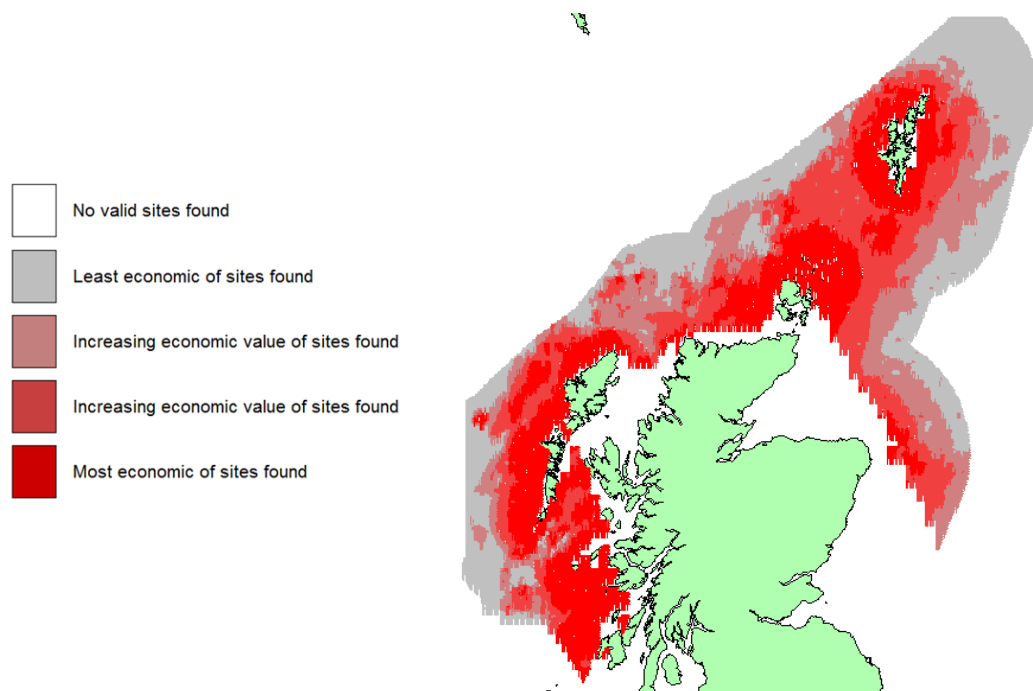 No valid sites found
Least economic of sites found
Increasing economic value of sites found
Increasing economic value of sites found
Most economic of sites found